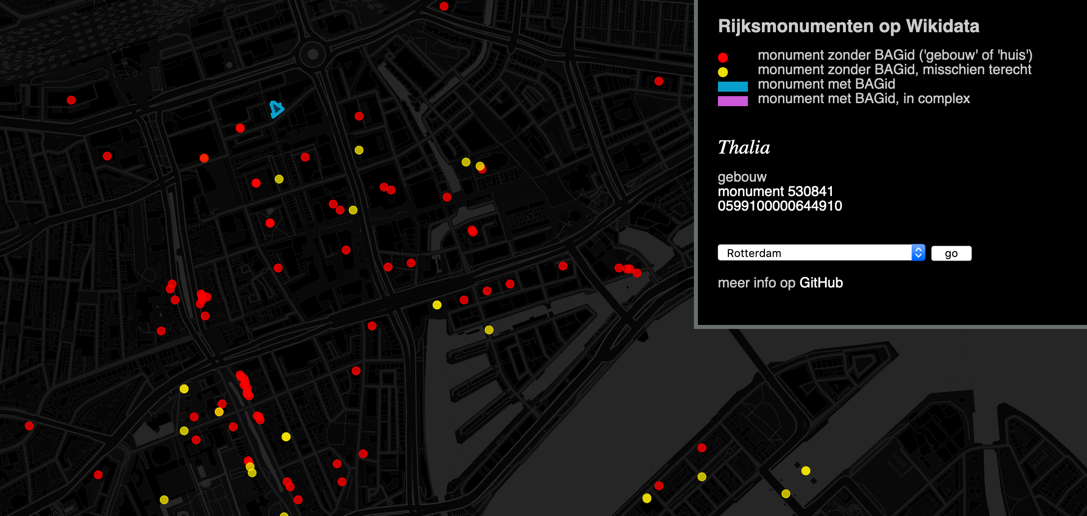 Rijksmonumenten op Wikidata
monument zonder BAGid ('gebouw' of 'huis')
monument zonder BAGid, misschien terecht
monument met BAGid
monument met BAGid, in complex
Thalia
gebouw
monument 530841
0599100000644910
Rotterdam go
meer info op GitHub